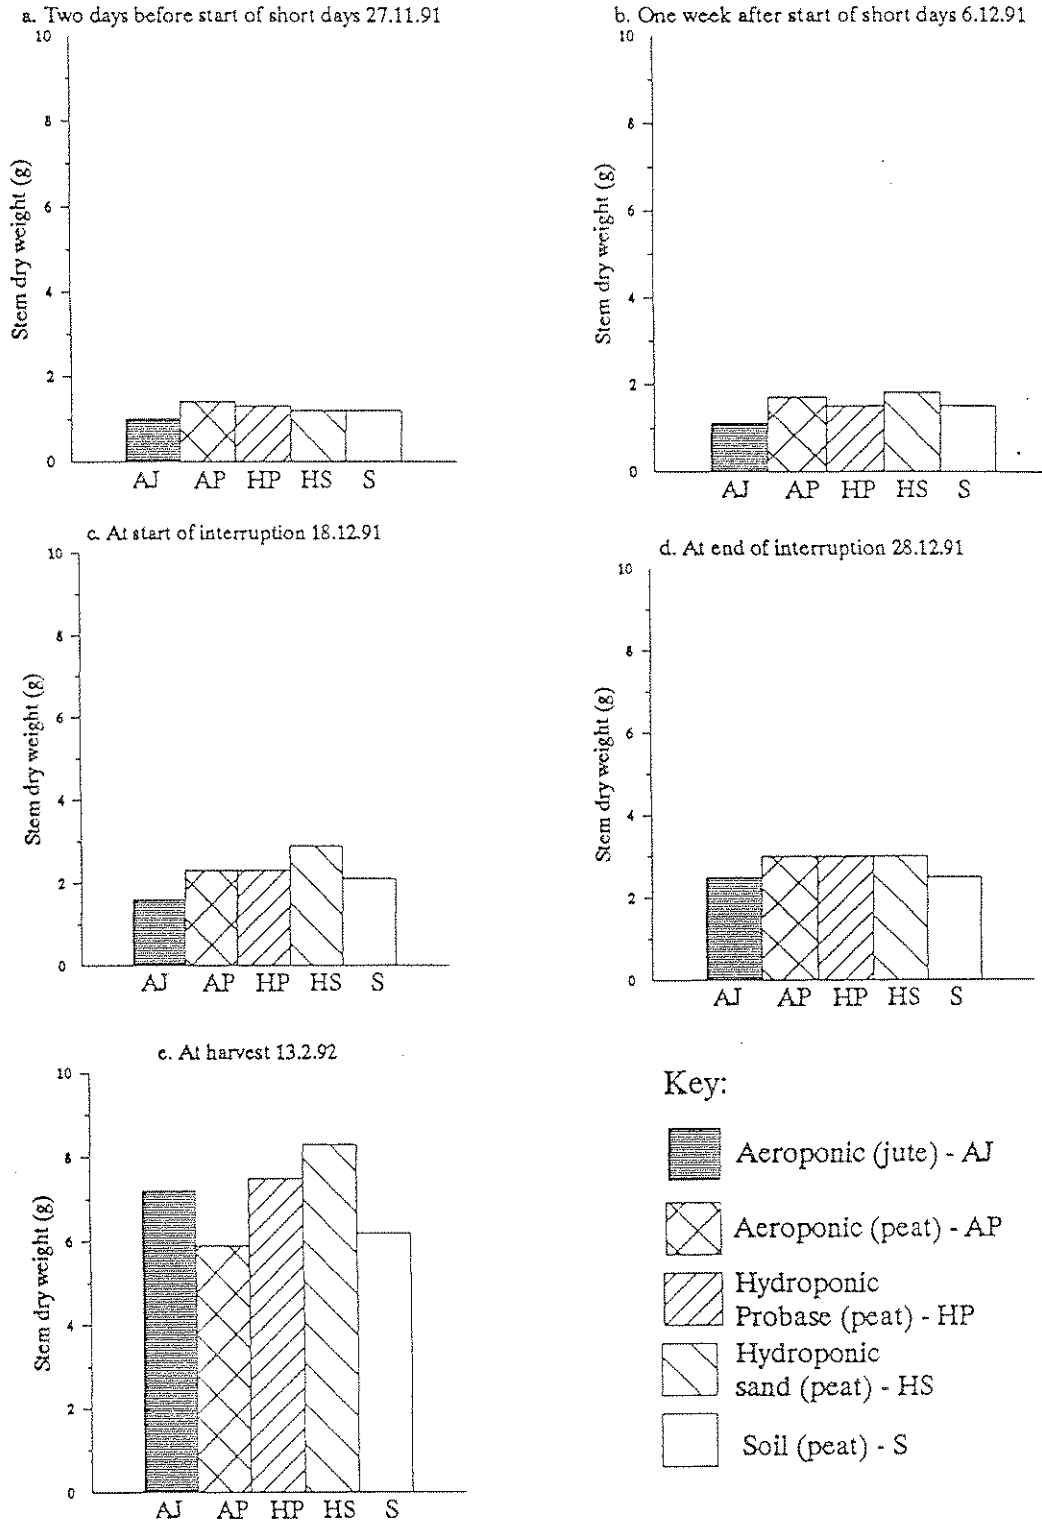 a. Two days before start of short days 27.11.91
10
8
6
4
2
0
Stem dry weight (g)
AJ AP HP HS S
b. One week after start of short days 6.12.91
10
8
6
4
2
0
Stem dry weight (g)
AJ AP HP HS S
c. At start of interruption 18.12.91
10
8
6
4
2
0
Stem dry weight (g)
AJ AP HP HS S
d. At end of interruption 28.12.91
10
8
6
4
2
0
Stem dry weight (g)
AJ AP HP HS S
e. At harvest 13.2.92
10
8
6
4
2
0
Stem dry weight (g)
AJ AP HP HS S
Key:
Aeroponic (jute) - AJ
Aeroponic (peat) - AP
Hydroponic
Probase (peat) - HP
Hydroponic
sand (peat) - HS
Soil (peat) - S